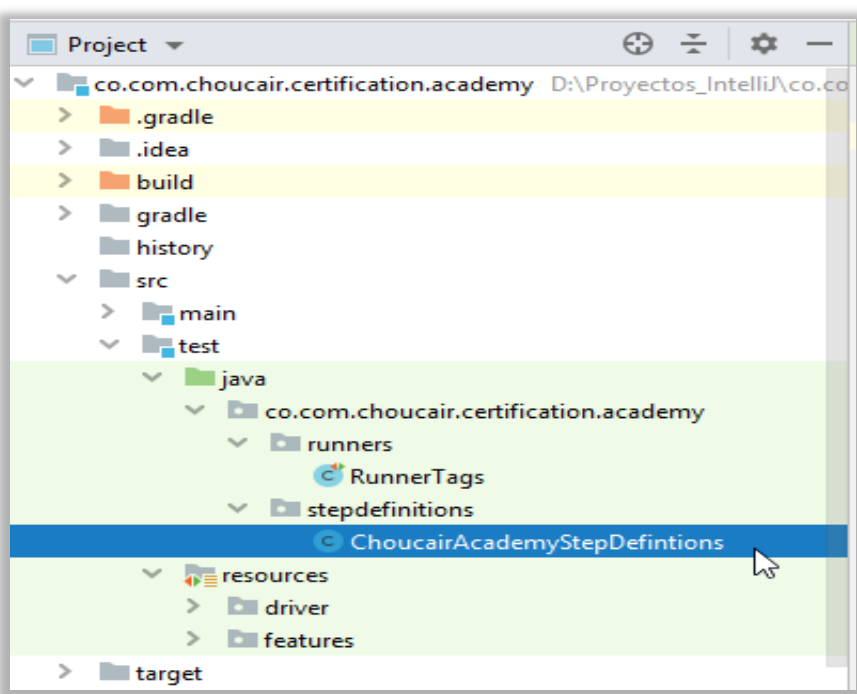 Project
co.com.choucair.certification.academy D:\Proyectos_IntelliJ\co.co
.gradle
.idea
build
gradle
history
src
main
test
java
co.com.choucair.certification.academy
runners
RunnerTags
stepdefinitions
ChoucairAcademyStepDefintions
resources
driver
features
target